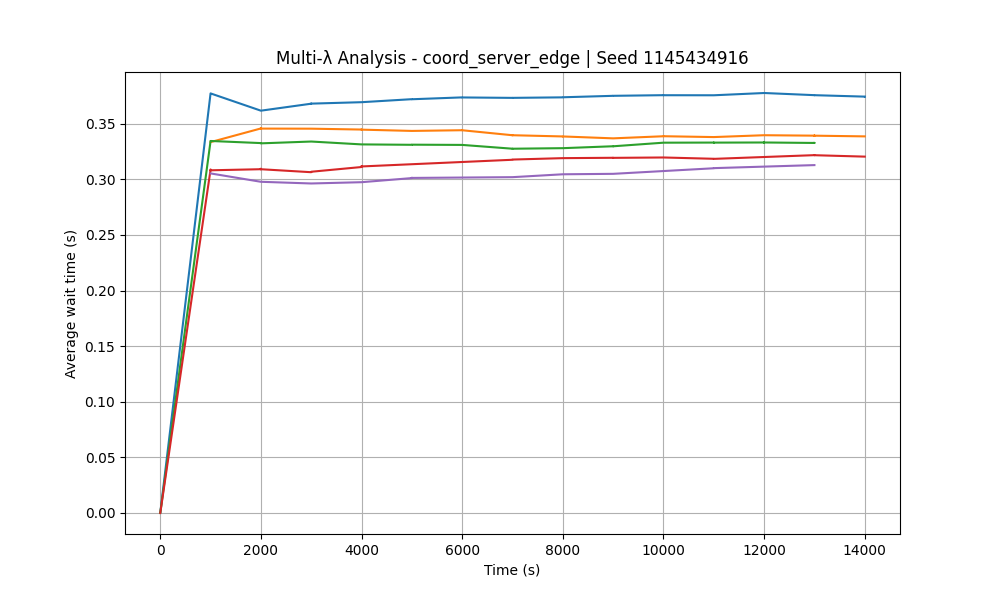 Multi-λ Analysis - coord_server_edge | Seed 1145434916
Average wait time (s)
0.35
0.30
0.25
0.20
0.15
0.10
0.05
0.00
0 2000 4000 6000 8000 10000 12000 14000
Time (s)